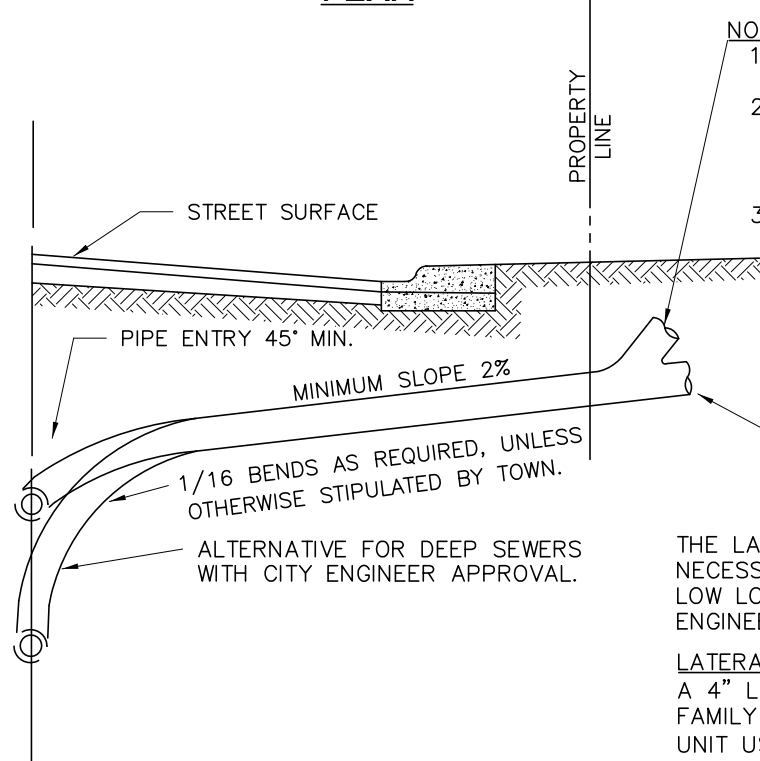 PROPERTY
LINE
NO
1
2
3
STREET SURFACE
PIPE ENTRY 45° MIN.
MINIMUM SLOPE 2%
1/16 BENDS AS REQUIRED, UNLESS
OTHERWISE STIPULATED BY TOWN.
ALTERNATIVE FOR DEEP SEWERS
WITH CITY ENGINEER APPROVAL.
THE LA
NECESS
LOW LO
ENGINEE
LATERA
A 4" L
FAMILY
UNIT US